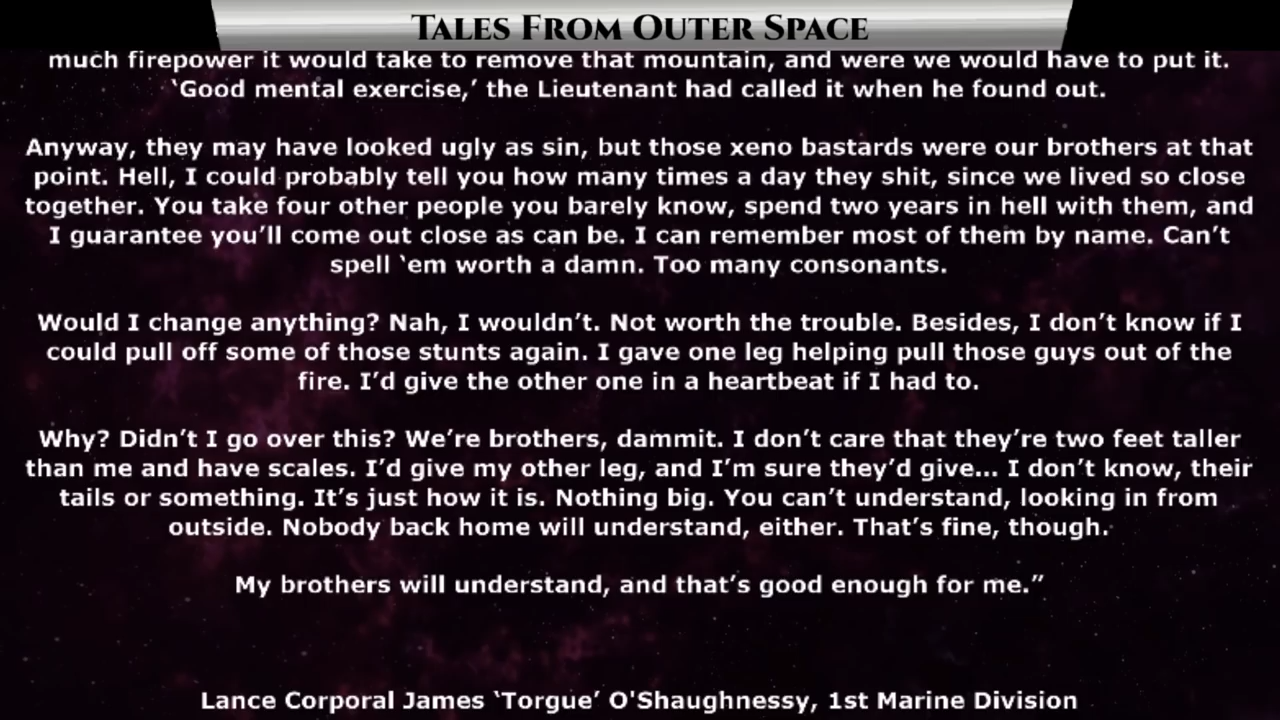 Tales From Outer Space
much firepower it would take to remove that mountain, and were we would have to put it.
‘Good mental exercise,’ the Lieutenant had called it when he found out.
Anyway, they may have looked ugly as sin, but those xeno bastards were our brothers at that
point. Hell, I could probably tell you how many times a day they shit, since we lived so close
together. You take four other people you barely know, spend two years in hell with them, and
I guarantee you’ll come out close as can be. I can remember most of them by name. Can’t
spell ‘em worth a damn. Too many consonants.
Would I change anything? Nah, I wouldn’t. Not worth the trouble. Besides, I don’t know if I
could pull off some of those stunts again. I gave one leg helping pull those guys out of the
fire. I’d give the other one in a heartbeat if I had to.
Why? Didn’t I go over this? We’re brothers, dammit. I don’t care that they’re two feet taller
than me and have scales. I’d give my other leg, and I’m sure they’d give... I don’t know, their
tails or something. It’s just how it is. Nothing big. You can’t understand, looking in from
outside. Nobody back home will understand, either. That’s fine, though.
My brothers will understand, and that’s good enough for me.”
Lance Corporal James ‘Torgue’ O'Shaughnessy, 1st Marine Division